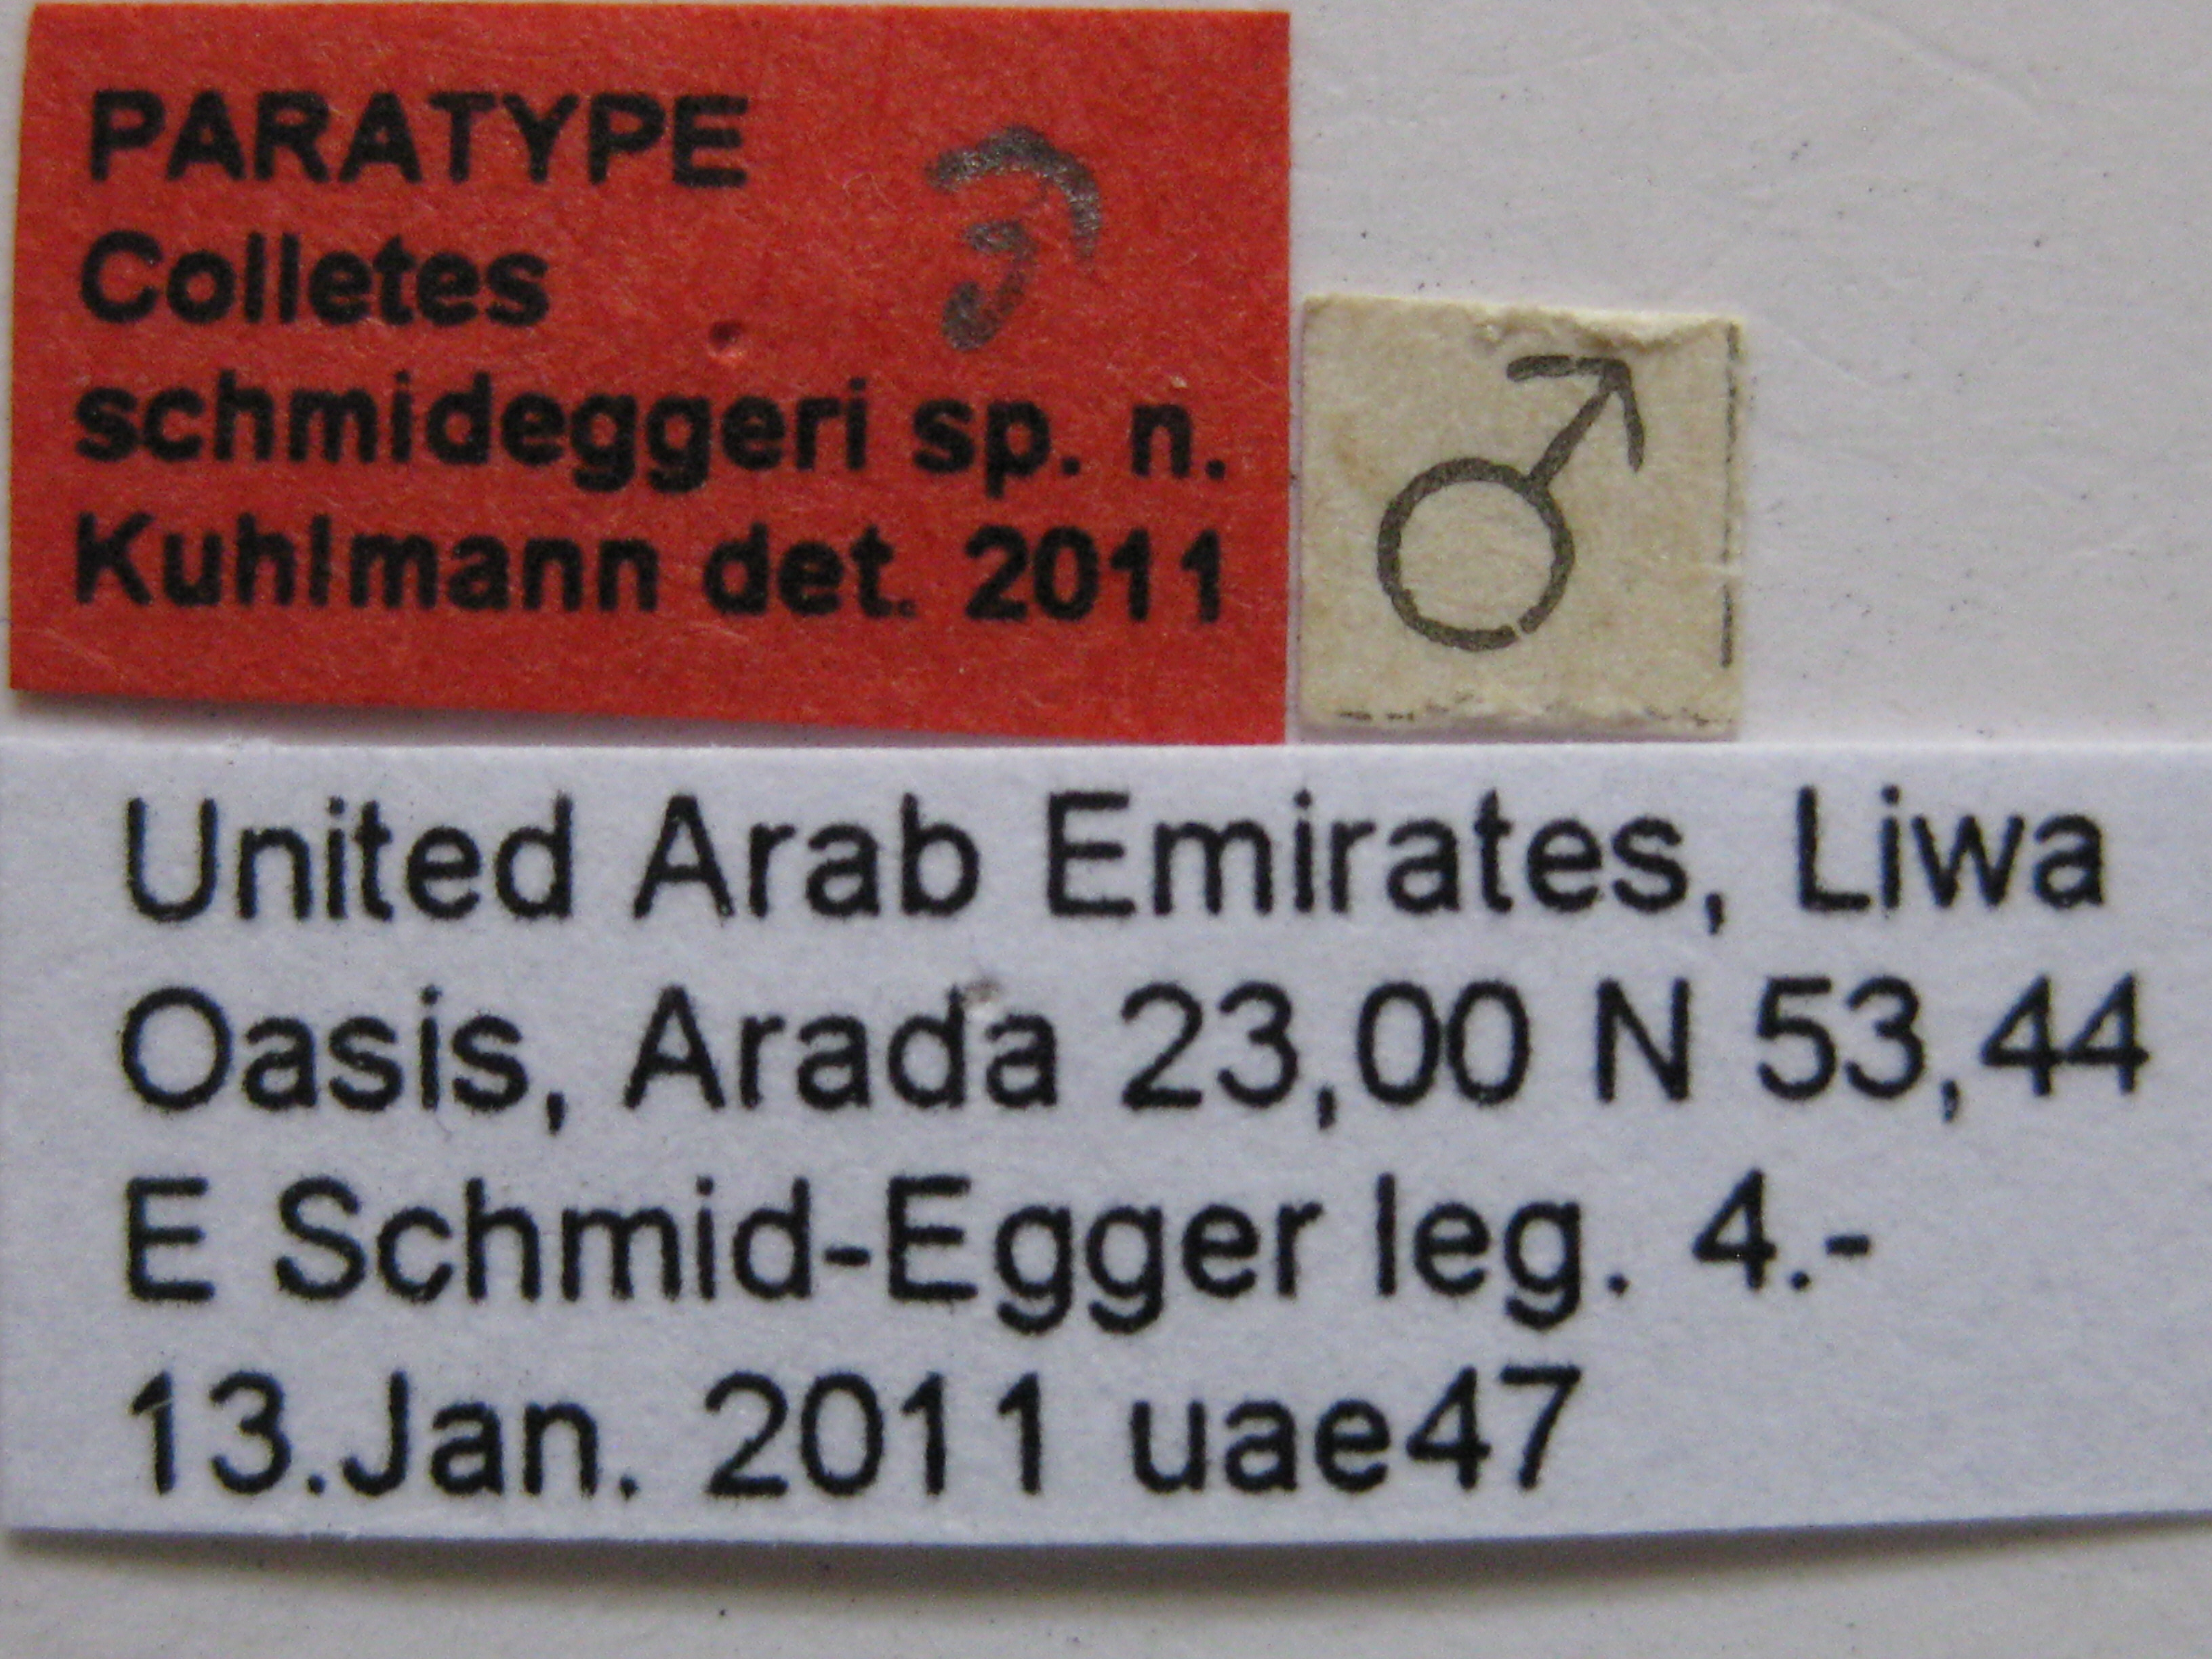 PARATYPE
Colletes
schmideggeri sp. n.
Kuhlmann det. 2011
♂
United Arab Emirates, Liwa
Oasis, Arada 23,00 N 53,44
E Schmid-Egger leg. 4.-
13.Jan. 2011 uae47